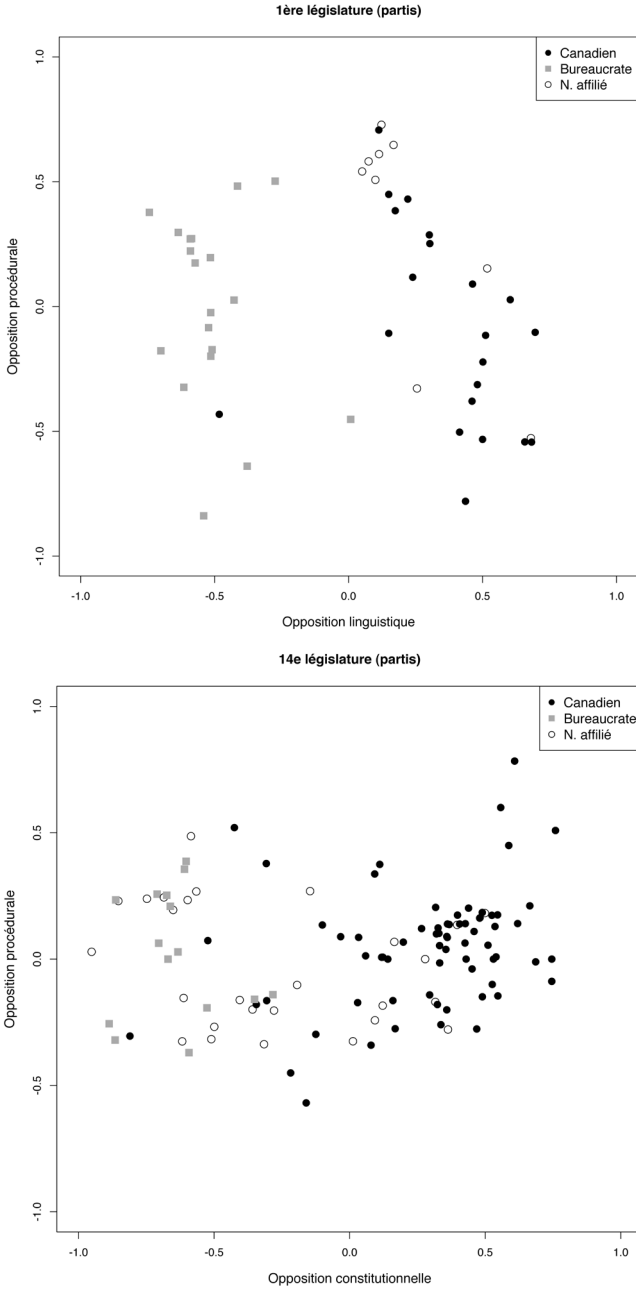 1ère législature (partis)
Canadien
Bureaucrate
N. affilié
1.0
0.5
0.0
-0.5
-1.0
Opposition procédurale
-1.0 -0.5 0.0 0.5 1.0
Opposition linguistique
14e législature (partis)
Canadien
Bureaucrate
N. affilié
1.0
0.5
0.0
-0.5
-1.0
Opposition procédurale
-1.0 -0.5 0.0 0.5 1.0
Opposition constitutionnelle